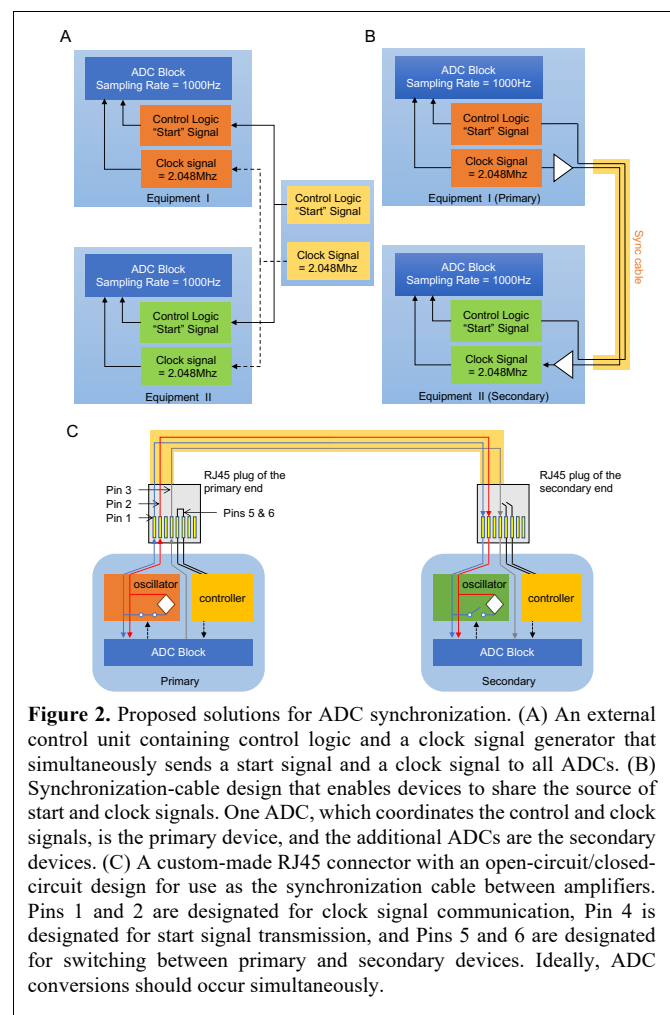 A
ADC Block
Sampling Rate = 1000Hz
Control Logic
"Start" Signal
Clock signal
= 2.048Mhz
Equipment I
ADC Block
Sampling Rate = 1000Hz
Control Logic
"Start" Signal
Clock signal
= 2.048Mhz
Equipment II
Control Logic
"Start" Signal
Clock Signal
= 2.048Mhz
B
ADC Block
Sampling Rate = 1000Hz
Control Logic
"Start" Signal
Clock Signal
= 2.048Mhz
Equipment I (Primary)
Sync cable
ADC Block
Sampling Rate = 1000Hz
Control Logic
"Start" Signal
Clock Signal
= 2.048Mhz
Equipment II (Secondary)
C
Pin 3
Pin 2
Pin 1
RJ45 plug of the
primary end
Pins 5 & 6
oscillator
controller
ADC Block
Primary
RJ45 plug of the
secondary end
oscillator
controller
ADC Block
Secondary
Figure 2. Proposed solutions for ADC synchronization. (A) An external
control unit containing control logic and a clock signal generator that
simultaneously sends a start signal and a clock signal to all ADCs. (B)
Synchronization-cable design that enables devices to share the source of
start and clock signals. One ADC, which coordinates the control and clock
signals, is the primary device, and the additional ADCs are the secondary
devices. (C) A custom-made RJ45 connector with an open-circuit/closed-
circuit design for use as the synchronization cable between amplifiers.
Pins 1 and 2 are designated for clock signal communication, Pin 4 is
designated for start signal transmission, and Pins 5 and 6 are designated
for switching between primary and secondary devices. Ideally, ADC
conversions should occur simultaneously.